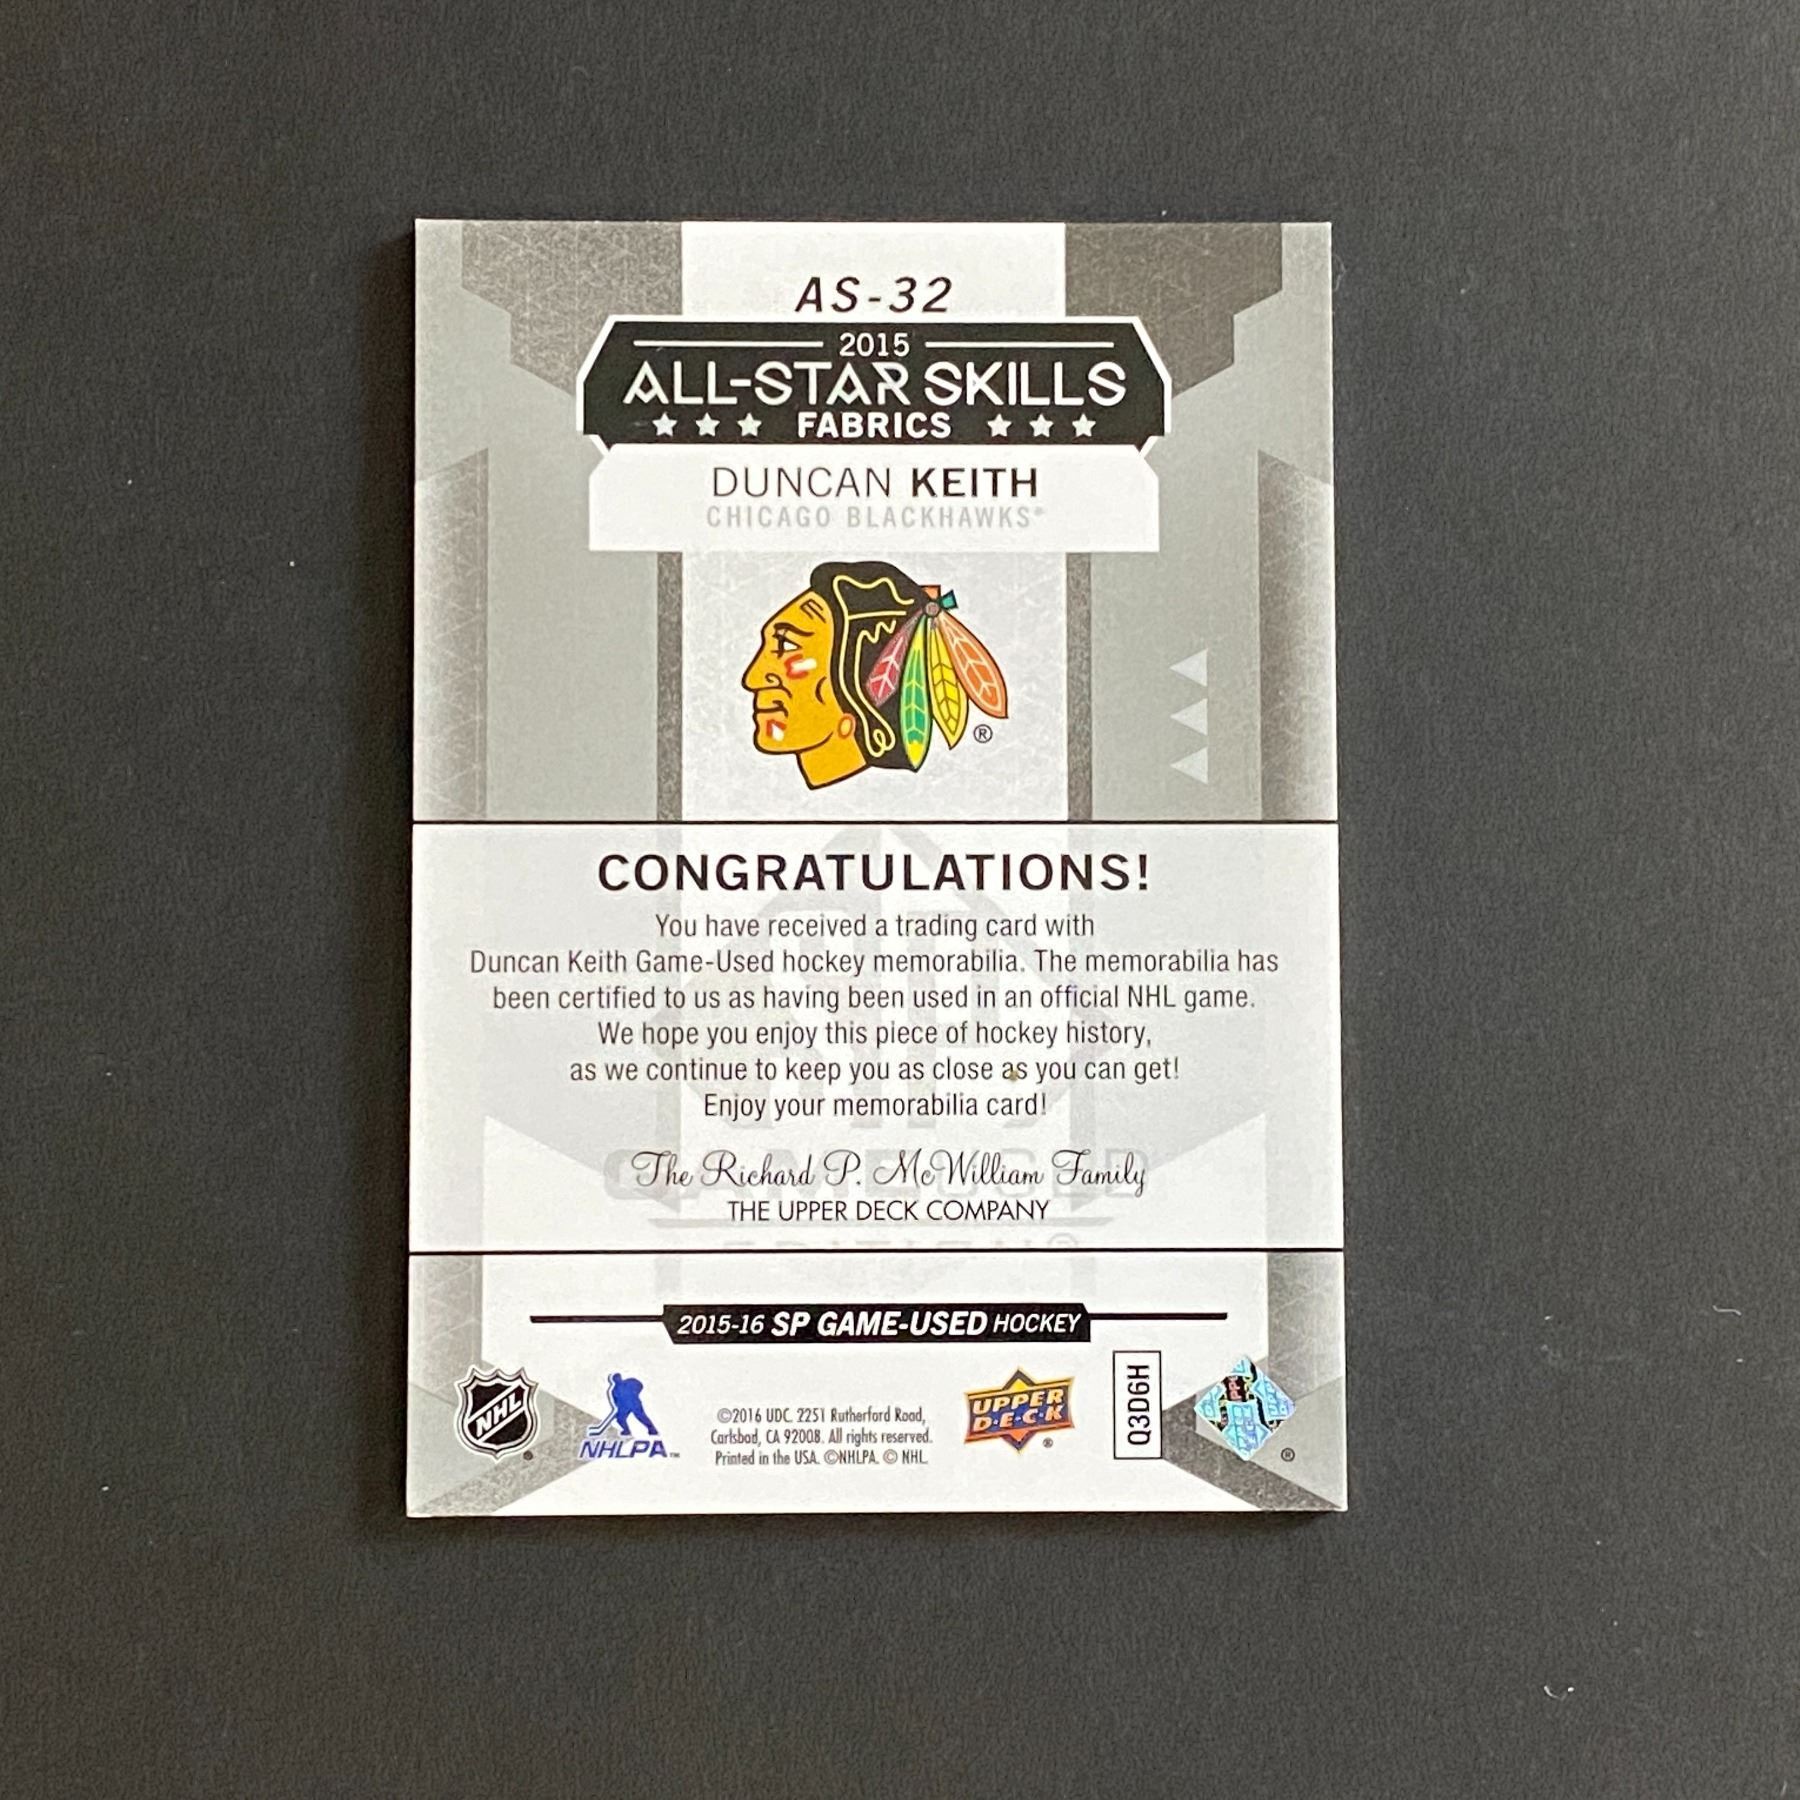 AS-32
2015
ALL-STAR SKILLS
FABRICS
DUNCAN KEITH
CHICAGO BLACKHAWKS®
®
CONGRATULATIONS!
You have received a trading card with
Duncan Keith Game-Used hockey memorabilia. The memorabilia has
been certified to us as having been used in an official NHL game.
We hope you enjoy this piece of hockey history,
as we continue to keep you as close as you can get!
Enjoy your memorabilia card!
GAME-USED
The Richard P. McWilliam Family
THE UPPER DECK COMPANY
EDITION
2015-16 SP GAME-USED HOCKEY
NHL ®
NHLPA™
©2016 UDC. 2251 Rutherford Road,
Carlsbad, CA 92008. All rights reserved.
Printed in the USA. ©NHLPA. © NHL.
UPPER
D·E·C·K ®
Q3D6H
®